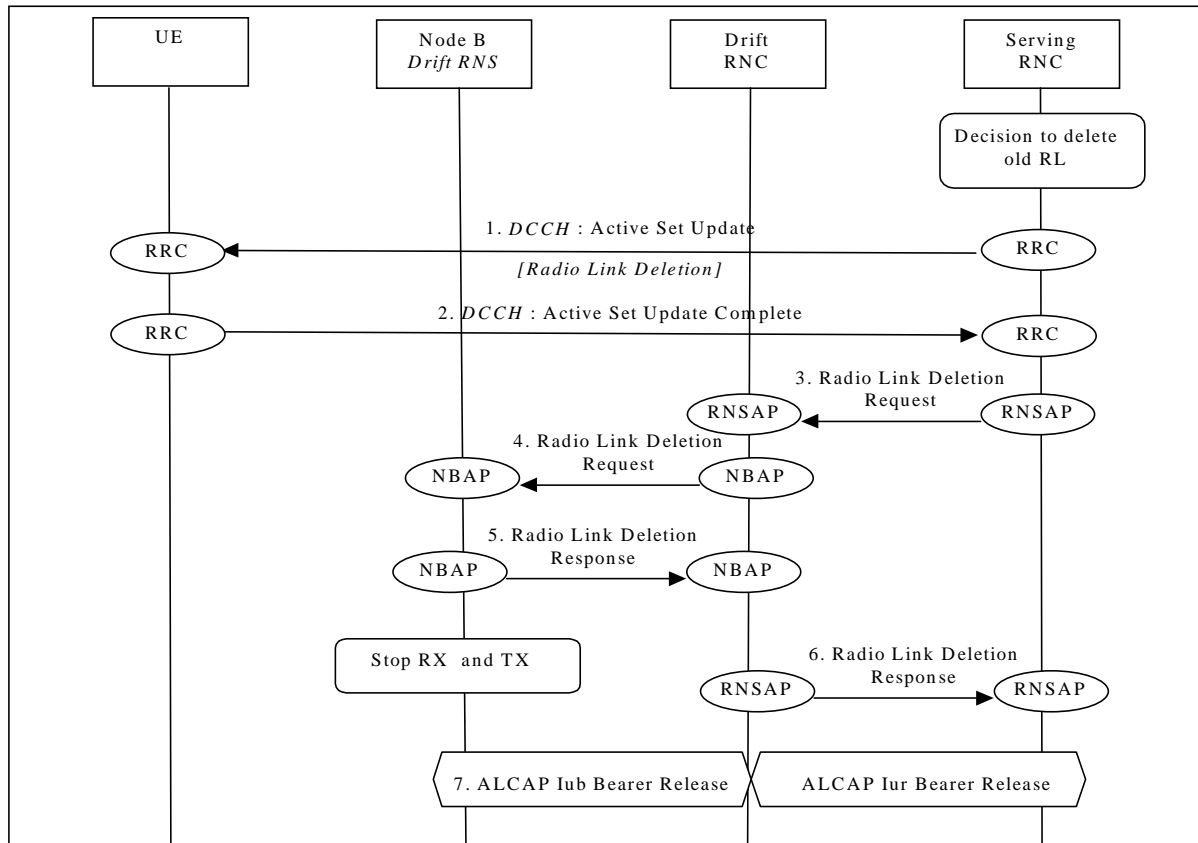 UE
Node B
Drift RNS
Drift
RNC
Serving
RNC
Decision to delete
old RL
1. DCCH : Active Set Update
RRC
RRC
[Radio Link Deletion]
2. DCCH : Active Set Update Complete
RRC
RRC
3. Radio Link Deletion
Request
RNSAP
RNSAP
4. Radio Link Deletion
Request
NBAP
NBAP
5. Radio Link Deletion
Response
NBAP
NBAP
Stop RX and TX
6. Radio Link Deletion
Response
RNSAP
RNSAP
7. ALCAP Iub Bearer Release
ALCAP Iur Bearer Release